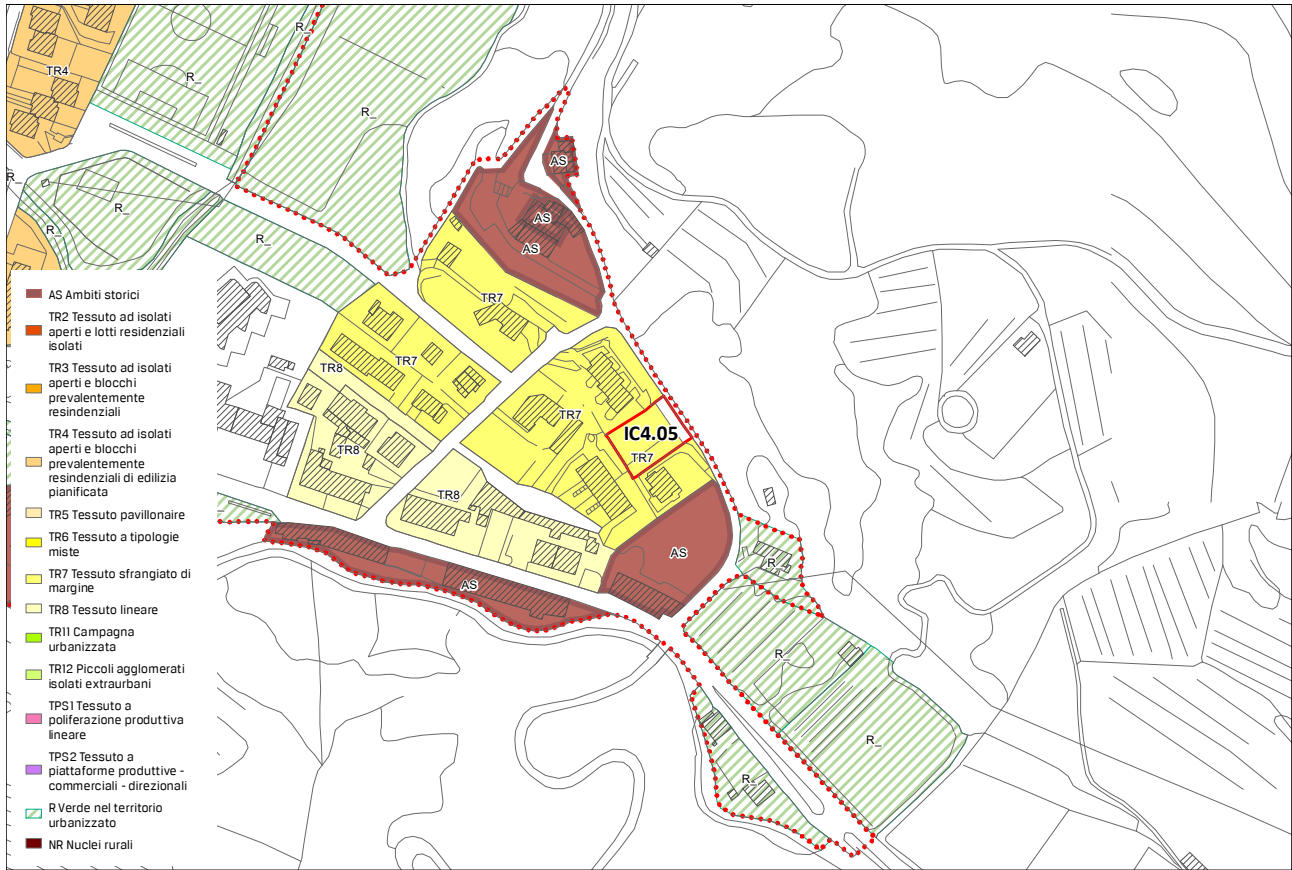 R_
TR4
R_
R_
R_
AS
R_
AS
R_
R_
AS
TR7
TR7
TR8
TR7
IC4.05
TR7
TR8
TR8
AS
R_
AS
R_
R_
R_
AS Ambiti storici
TR2 Tessuto ad isolati
aperti e lotti residenziali
isolati
TR3 Tessuto ad isolati
aperti e blocchi
prevalentemente
resindenziali
TR4 Tessuto ad isolati
aperti e blocchi
prevalentemente
residenziali di edilizia
pianificata
TR5 Tessuto pavillonaire
TR6 Tessuto a tipologie
miste
TR7 Tessuto sfrangiato di
margine
TR8 Tessuto lineare
TR11 Campagna
urbanizzata
TR12 Piccoli agglomerati
isolati extraurbani
TPS1 Tessuto a
poliferazione produttiva
lineare
TPS2 Tessuto a
piattaforme produttive -
commerciali - direzionali
R Verde nel territorio
urbanizzato
NR Nuclei rurali